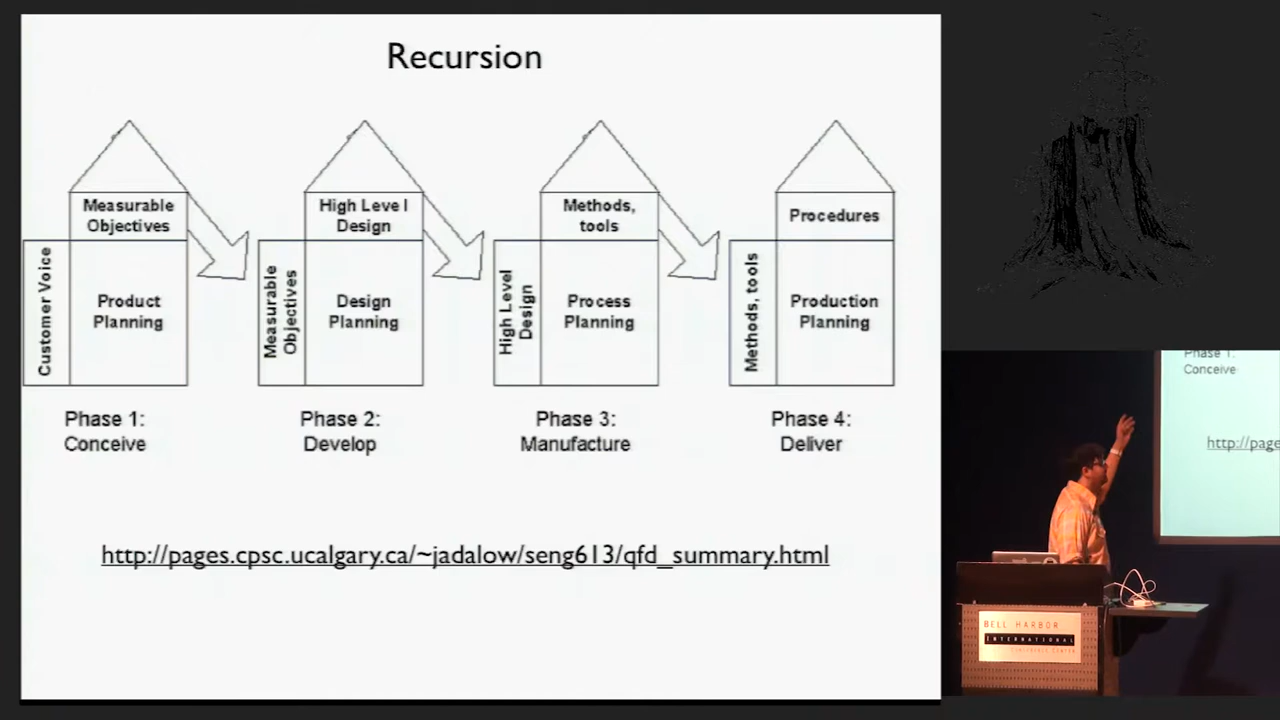 Recursion
Measurable
Objectives
Customer Voice
Product
Planning
Phase 1:
Conceive
High Level
Design
Measurable
Objectives
Design
Planning
Phase 2:
Develop
Methods,
tools
High Level
Design
Process
Planning
Phase 3:
Manufacture
Procedures
Methods, tools
Production
Planning
Phase 4:
Deliver
http://pages.cpsc.ucalgary.ca/~jadalow/seng613/qfd_summary.html
Phase 1:
Conceive
http://page
BELL HARBOR
INTERNATIONAL
CONFERENCE CENTER